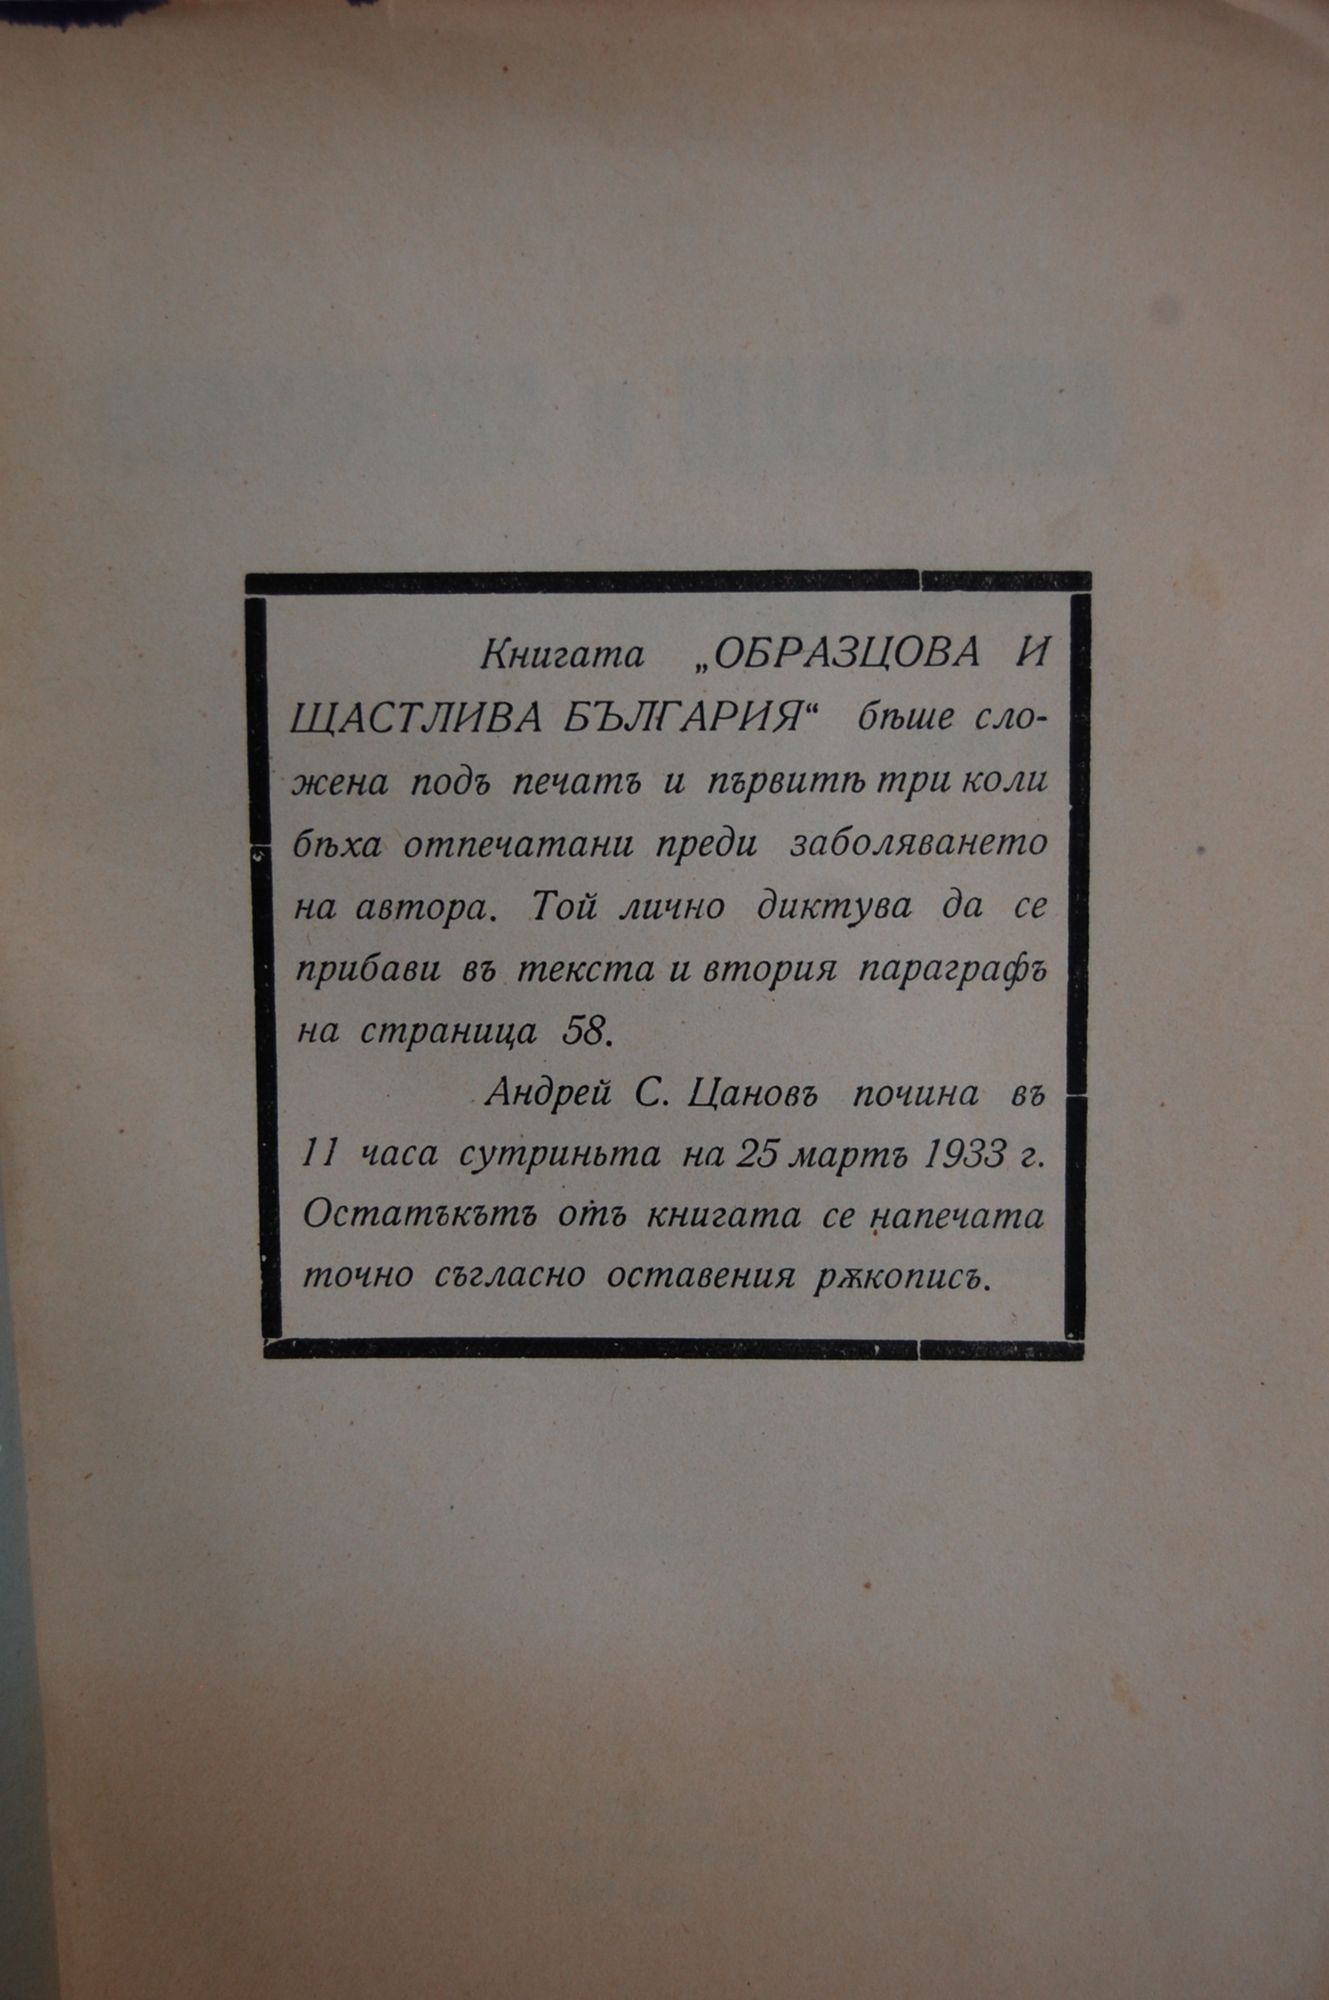 Книгата „ОБРАЗЦОВА И
ЩАСТЛИВА БЪЛГАРИЯ“ бѣше сло-
жена подъ печатъ и първитѣ три коли
бѣха отпечатани преди заболяването
на автора. Той лично диктува да се
прибави въ текста и втория параграфъ
на страница 58.
Андрей С. Цановъ почина въ
11 часа сутриньта на 25 мартъ 1933 г.
Остатъкътъ отъ книгата се напечата
точно съгласно оставения рѫкопись.